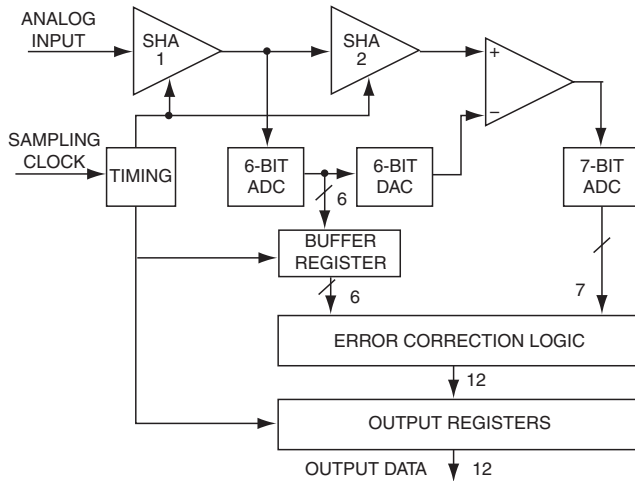 ANALOG
INPUT
SHA
1
SHA
2
+
−
SAMPLING
CLOCK
TIMING
6-BIT
ADC
6-BIT
DAC
7-BIT
ADC
6
BUFFER
REGISTER
6
7
ERROR CORRECTION LOGIC
12
OUTPUT REGISTERS
OUTPUT DATA
12